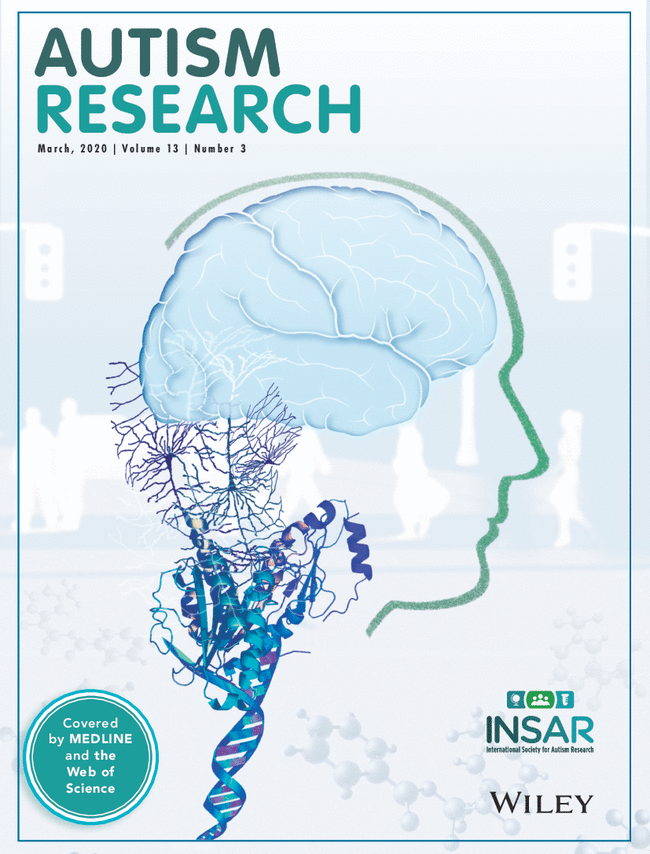 AUTISM
RESEARCH
March, 2020 | Volume 13 | Number 3
Covered
by MEDLINE
and the
Web of
Science
INSAR
International Society for Autism Research
WILEY